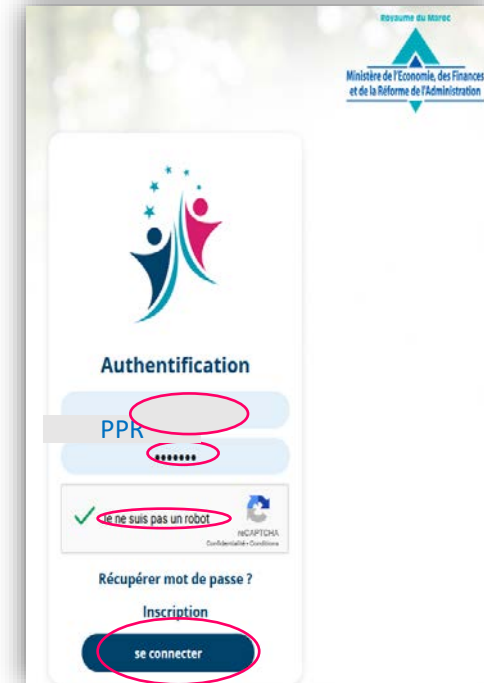 Royaume du Maroc
Ministère de l'Economie, des Finances
et de la Réforme de l'Administration
Authentification
PPR
•••••••
Je ne suis pas un robot
reCAPTCHA
Confidentialité • Conditions
Récupérer mot de passe ?
Inscription
se connecter